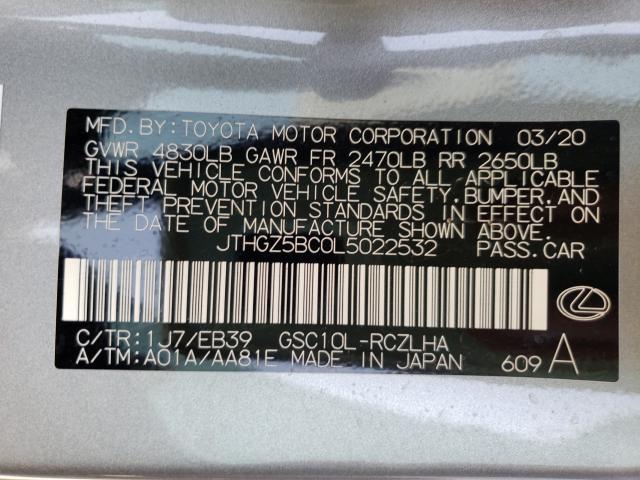 MFD. BY: TOYOTA MOTOR CORPORATION 03/20
GVWR 4830LB GAWR FR 2470LB RR 2650LB
THIS VEHICLE CONFORMS TO ALL APPLICABLE
FEDERAL MOTOR VEHICLE SAFETY, BUMPER, AND
THEFT PREVENTION STANDARDS IN EFFECT ON
THE DATE OF MANUFACTURE SHOWN ABOVE.
JTHGZ5BC0L5022532 PASS. CAR
C/TR: 1J7/EB39 GSC10L-RCZLHA
A/TM: A01A/AA81E MADE IN JAPAN 609 A